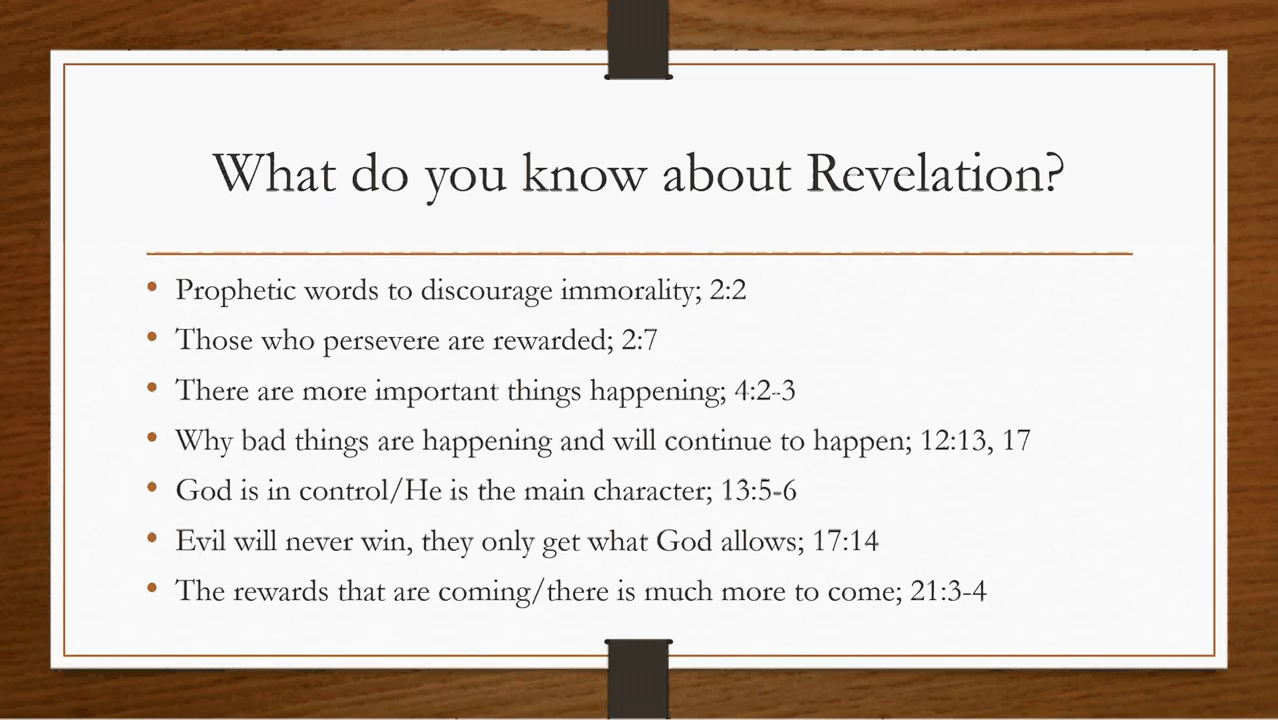 What do you know about Revelation?
• Prophetic words to discourage immorality; 2:2
• Those who persevere are rewarded; 2:7
• There are more important things happening; 4:2-3
• Why bad things are happening and will continue to happen; 12:13, 17
• God is in control/He is the main character; 13:5-6
• Evil will never win, they only get what God allows; 17:14
• The rewards that are coming/there is much more to come; 21:3-4